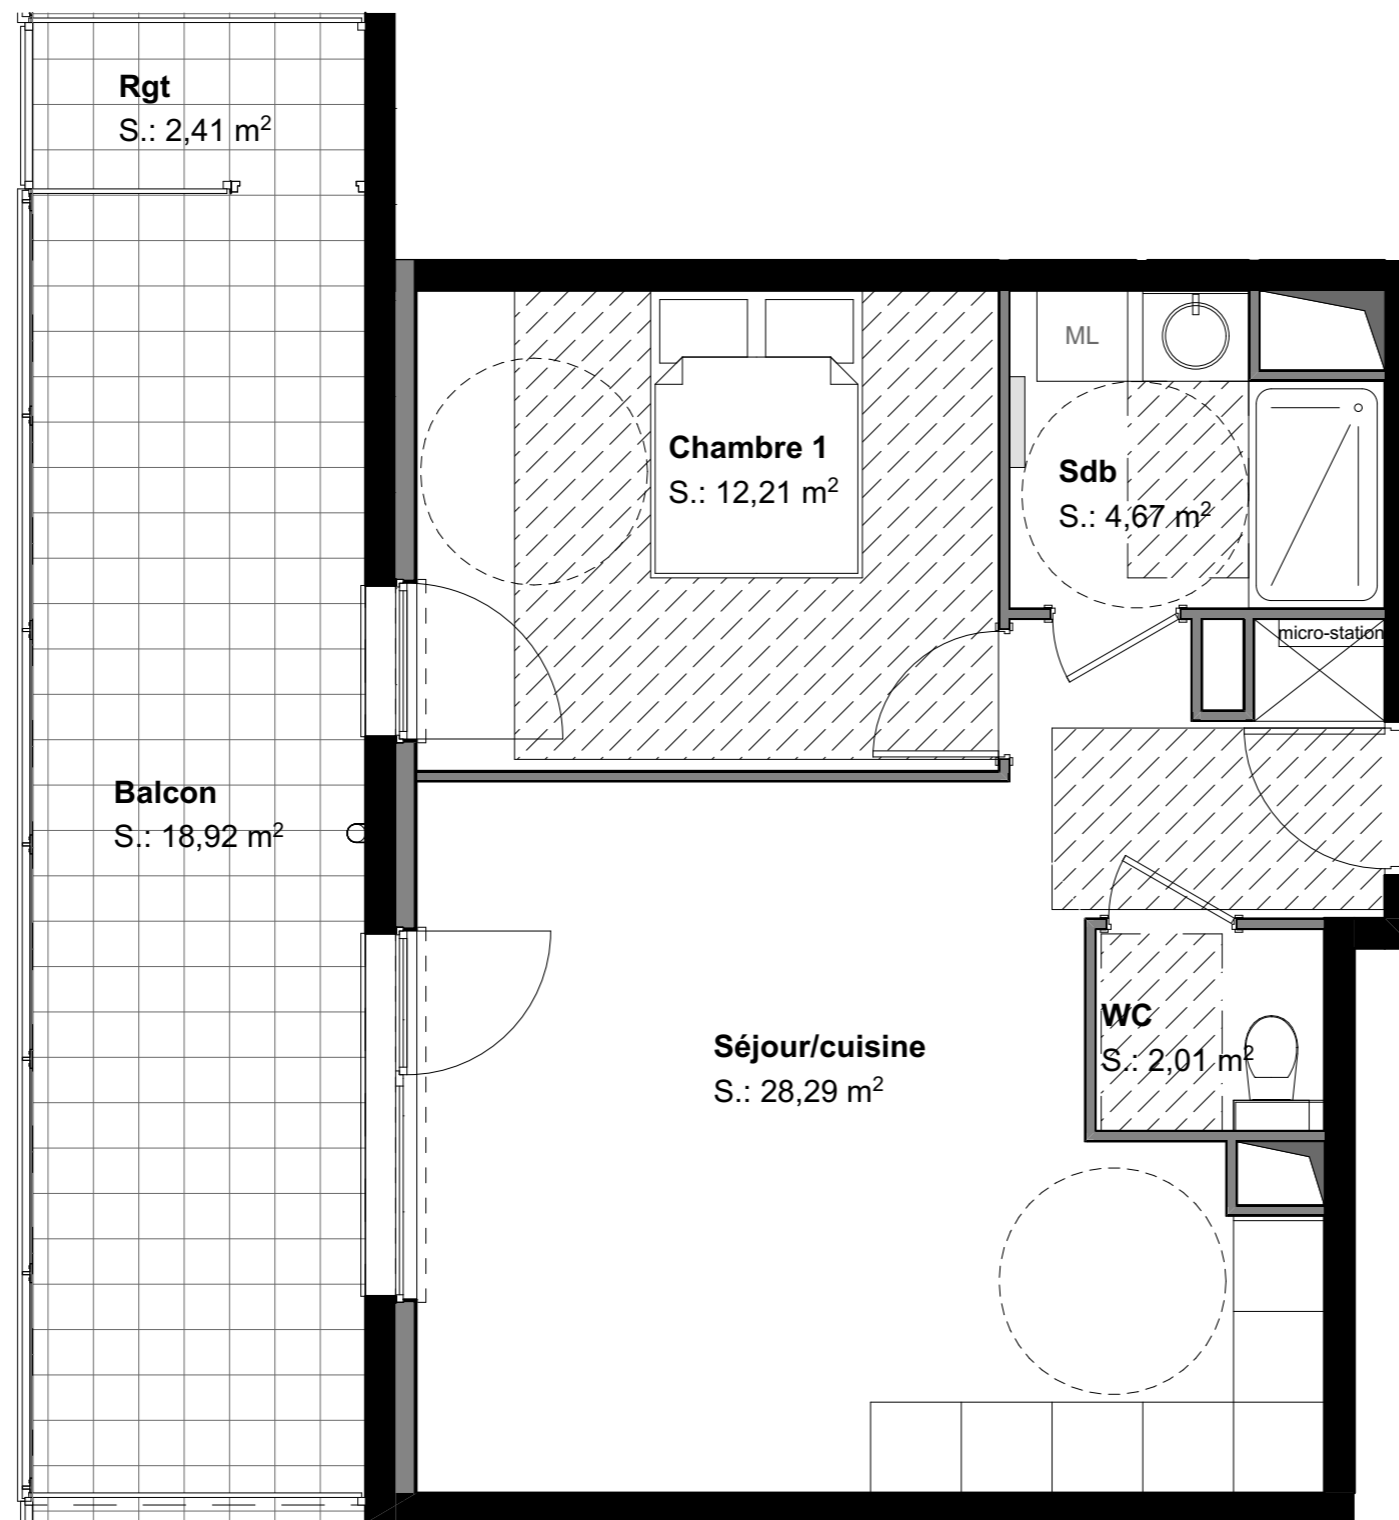 Rgt
S.: 2,41 m²
ML
Chambre 1
S.: 12,21 m²
Sdb
S.: 4,67 m²
micro-station
Balcon
S.: 18,92 m²
WC
S.: 2,01 m²
Séjour/cuisine
S.: 28,29 m²